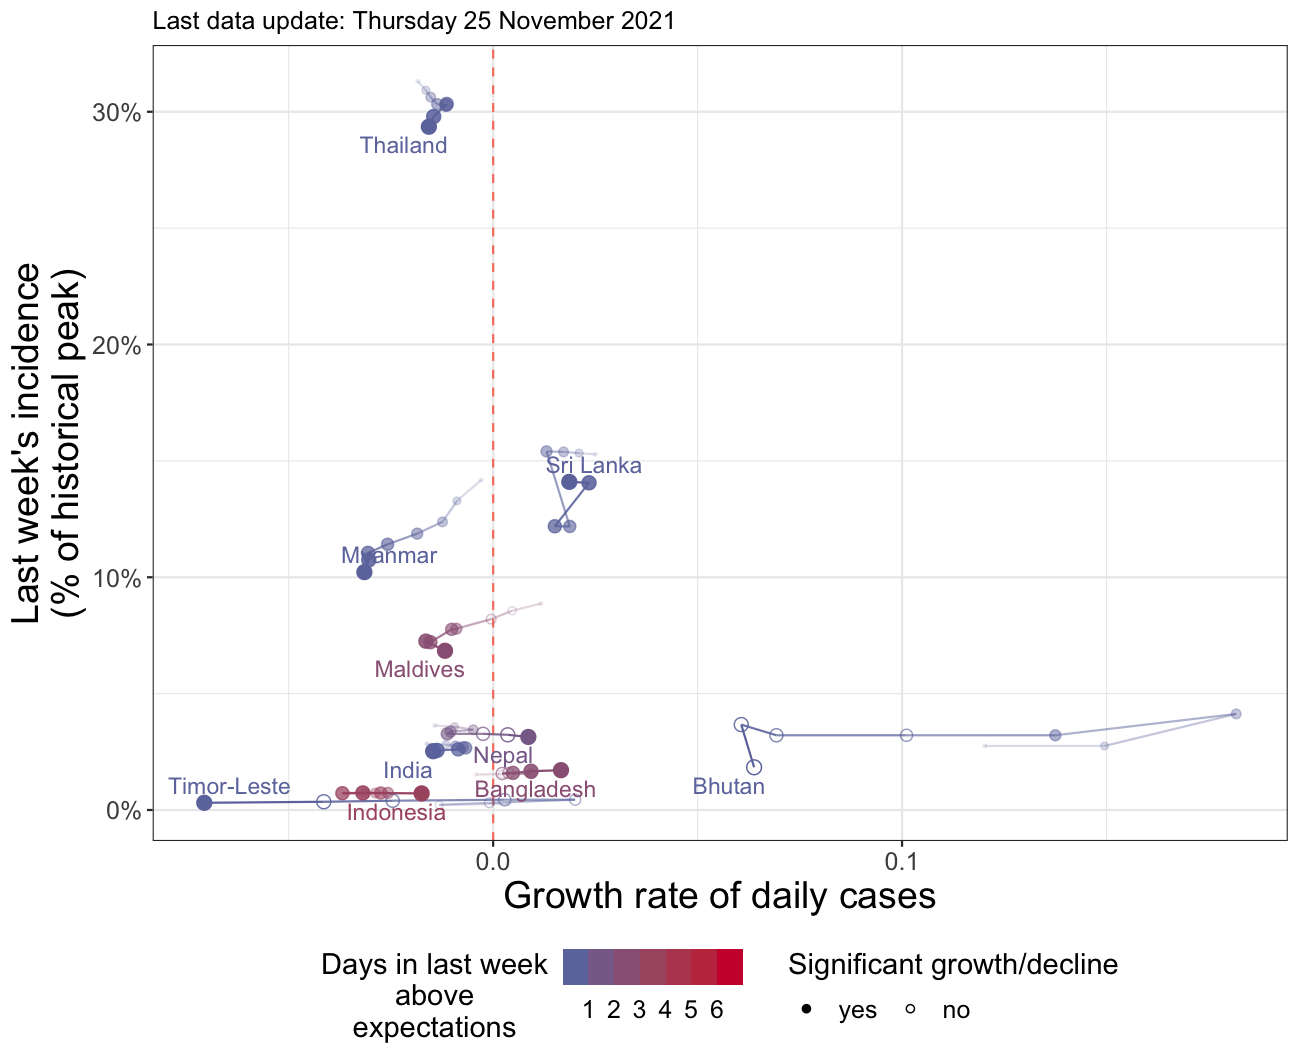 Last data update: Thursday 25 November 2021
Last week's incidence
(% of historical peak)
30%
20%
10%
0%
Thailand
Sri Lanka
Myanmar
Maldives
Nepal
India
Timor-Leste
Bangladesh
Bhutan
Indonesia
0.0
0.1
Growth rate of daily cases
Days in last week
above
expectations
1 2 3 4 5 6
Significant growth/decline
yes
no